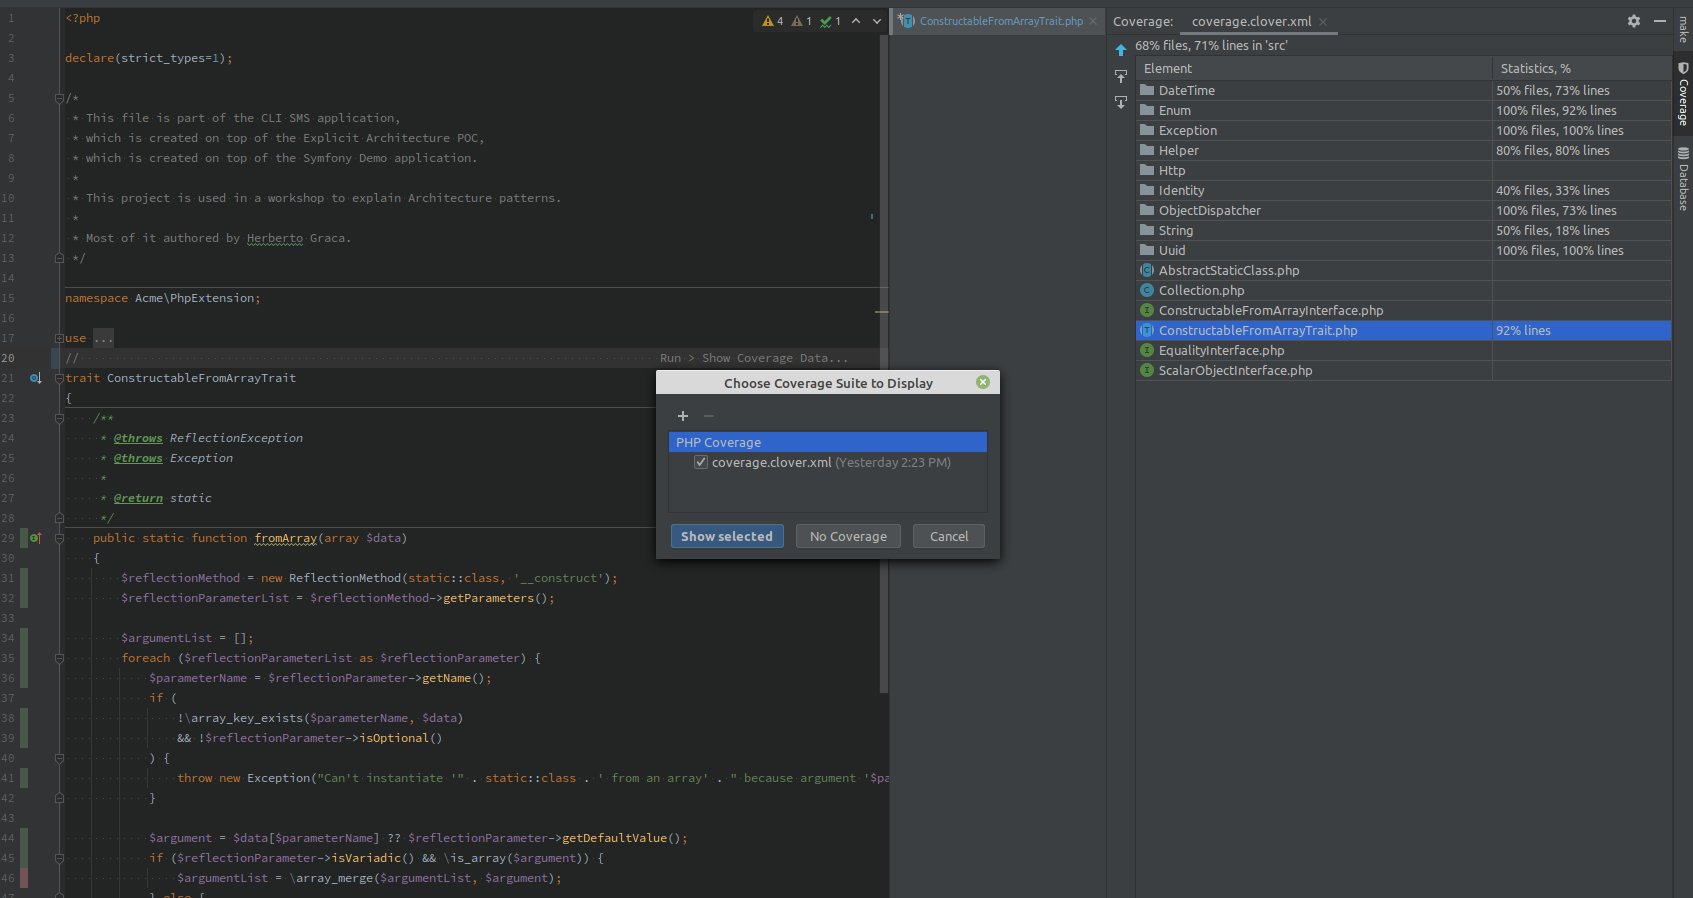 1 <?php
2
3 declare(strict_types=1);
4
5 /*
6 * This file is part of the CLI SMS application,
7 * which is created on top of the Explicit Architecture POC,
8 * which is created on top of the Symfony Demo application.
9 *
10 * This project is used in a workshop to explain Architecture patterns.
11 *
12 * Most of it authored by Herberto Graca.
13 */
14
15 namespace Acme\PhpExtension;
16
17 use ...
20 // Run > Show Coverage Data...
21 trait ConstructableFromArrayTrait
22 {
23 /**
24 * @throws ReflectionException
25 * @throws Exception
26 *
27 * @return static
28 */
29 public static function fromArray(array $data)
30 {
31 $reflectionMethod = new ReflectionMethod(static::class, '__construct');
32 $reflectionParameterList = $reflectionMethod->getParameters();
33
34 $argumentList = [];
35 foreach ($reflectionParameterList as $reflectionParameter) {
36 $parameterName = $reflectionParameter->getName();
37 if (
38 !\array_key_exists($parameterName, $data)
39 && !$reflectionParameter->isOptional()
40 ) {
41 throw new Exception("Can't instantiate '" . static::class . ' from an array' . " because argument '$pa
42 }
43
44 $argument = $data[$parameterName] ?? $reflectionParameter->getDefaultValue();
45 if ($reflectionParameter->isVariadic() && \is_array($argument)) {
46 $argumentList = \array_merge($argumentList, $argument);
47 } else {
4 1 1
ConstructableFromArrayTrait.php
Choose Coverage Suite to Display
PHP Coverage
coverage.clover.xml (Yesterday 2:23 PM)
Show selected No Coverage Cancel
Coverage: coverage.clover.xml
68% files, 71% lines in 'src'
Element Statistics, %
DateTime 50% files, 73% lines
Enum 100% files, 92% lines
Exception 100% files, 100% lines
Helper 80% files, 80% lines
Http
Identity 40% files, 33% lines
ObjectDispatcher 100% files, 73% lines
String 50% files, 18% lines
Uuid 100% files, 100% lines
AbstractStaticClass.php
Collection.php
ConstructableFromArrayInterface.php
ConstructableFromArrayTrait.php 92% lines
EqualityInterface.php
ScalarObjectInterface.php
make
Coverage
Database